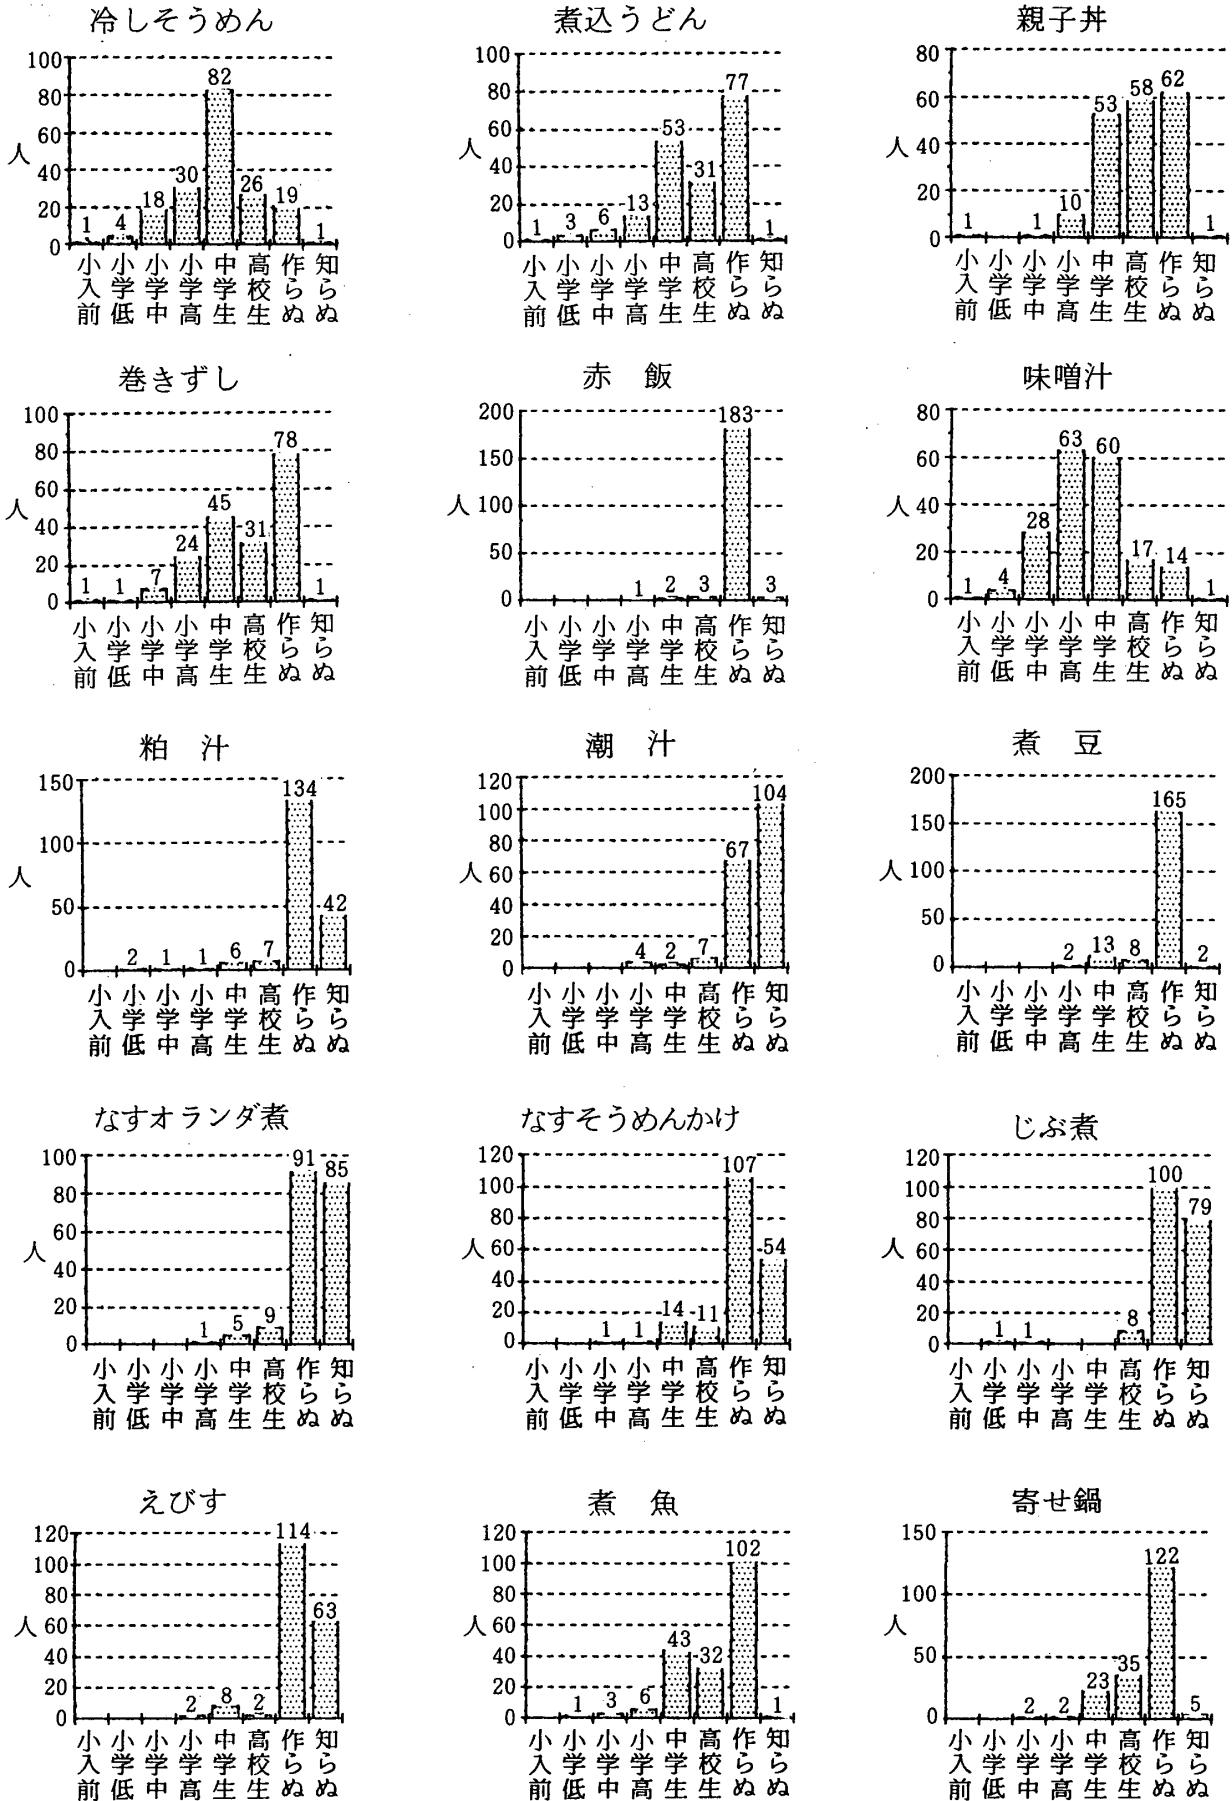 冷しそうめん
100
80
60
40
20
0
人
1 4 18 30 82 26 19 1
小入前 小学低 小学中 小学高 中学生 高校生 作らぬ 知らぬ
煮込うどん
100
80
60
40
20
0
人
1 3 6 13 53 31 77 1
小入前 小学低 小学中 小学高 中学生 高校生 作らぬ 知らぬ
親子丼
80
60
40
20
0
人
1 1 10 53 58 62 1
小入前 小学低 小学中 小学高 中学生 高校生 作らぬ 知らぬ
巻きずし
100
80
60
40
20
0
人
1 1 7 24 45 31 78 1
小入前 小学低 小学中 小学高 中学生 高校生 作らぬ 知らぬ
赤 飯
200
150
100
50
0
人
1 2 3 183 3
小入前 小学低 小学中 小学高 中学生 高校生 作らぬ 知らぬ
味噌汁
80
60
40
20
0
人
1 4 28 63 60 17 14 1
小入前 小学低 小学中 小学高 中学生 高校生 作らぬ 知らぬ
粕 汁
150
100
50
0
人
2 1 1 6 7 134 42
小入前 小学低 小学中 小学高 中学生 高校生 作らぬ 知らぬ
潮 汁
120
100
80
60
40
20
0
人
4 2 7 67 104
小入前 小学低 小学中 小学高 中学生 高校生 作らぬ 知らぬ
煮 豆
200
150
100
50
0
人
2 13 8 165 2
小入前 小学低 小学中 小学高 中学生 高校生 作らぬ 知らぬ
なすオランダ煮
100
80
60
40
20
0
人
1 5 9 91 85
小入前 小学低 小学中 小学高 中学生 高校生 作らぬ 知らぬ
なすそうめんかけ
120
100
80
60
40
20
0
人
1 1 14 11 107 54
小入前 小学低 小学中 小学高 中学生 高校生 作らぬ 知らぬ
じぶ煮
120
100
80
60
40
20
0
人
1 1 8 100 79
小入前 小学低 小学中 小学高 中学生 高校生 作らぬ 知らぬ
えびす
120
100
80
60
40
20
0
人
2 8 2 114 63
小入前 小学低 小学中 小学高 中学生 高校生 作らぬ 知らぬ
煮 魚
120
100
80
60
40
20
0
人
1 3 6 43 32 102 1
小入前 小学低 小学中 小学高 中学生 高校生 作らぬ 知らぬ
寄せ鍋
150
100
50
0
人
2 2 23 35 122 5
小入前 小学低 小学中 小学高 中学生 高校生 作らぬ 知らぬ